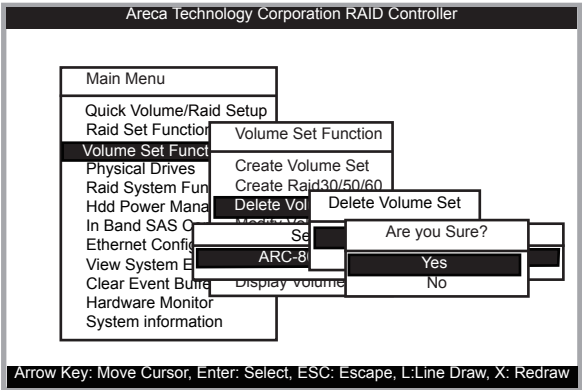 Areca Technology Corporation RAID Controller
Main Menu
Quick Volume/Raid Setup
Raid Set Function
Volume Set Funct
Physical Drives
Raid System Fun
Hdd Power Mana
In Band SAS
Ethernet Config
View System E
Clear Event Buffe
Hardware Monitor
System information
Volume Set Function
Create Volume Set
Create Raid30/50/60
Delete Vol
Display Volume
Se
ARC-8
Delete Volume Set
Are you Sure?
Yes
No
Arrow Key: Move Cursor, Enter: Select, ESC: Escape, L:Line Draw, X: Redraw